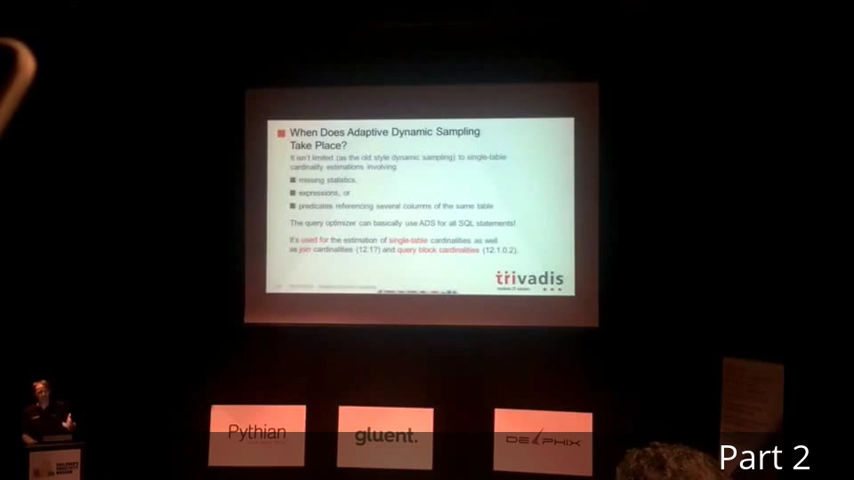 When Does Adaptive Dynamic Sampling
Take Place?
It isn't limited (as the old style dynamic sampling) to single-table
cardinality estimations involving
missing statistics,
expressions, or
predicates referencing several columns of the same table
The query optimizer can basically use ADS for all SQL statements!
It's used for the estimation of single-table cardinalities as well
as join cardinalities (12.1?) and query block cardinalities (12.1.0.2).
trivadis
Pythian
gluent.
DELPHIX
Part 2